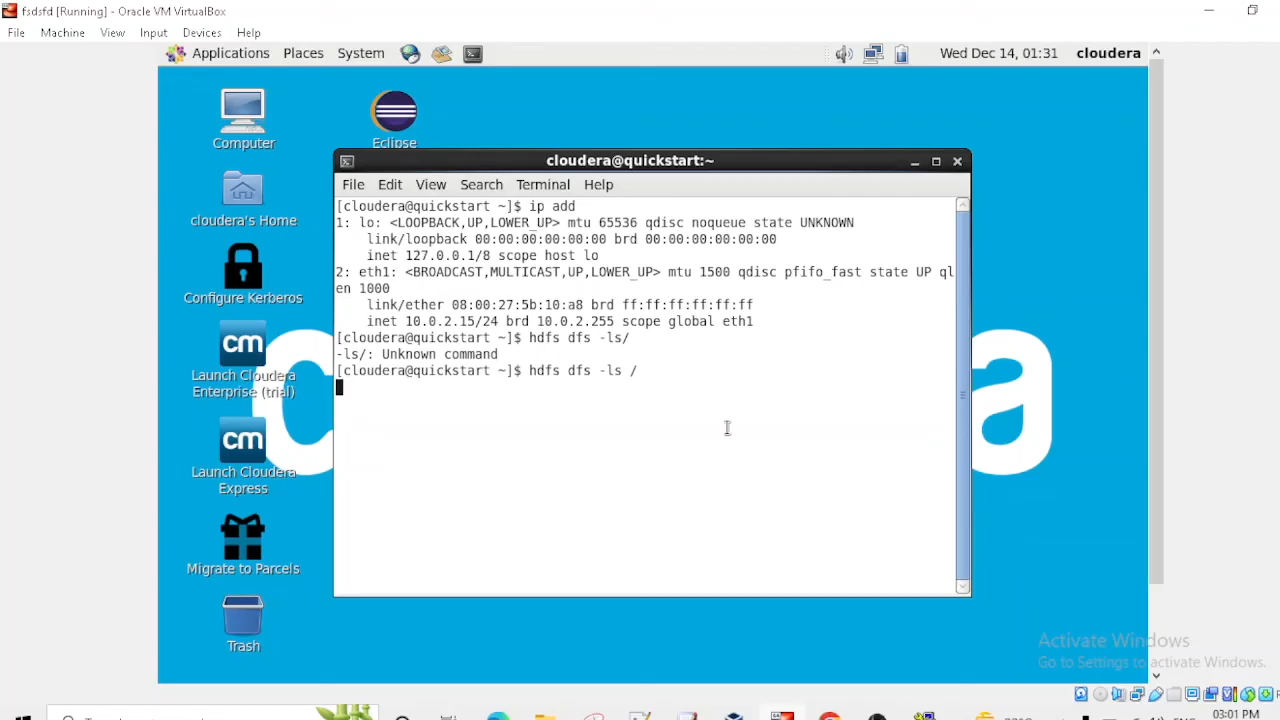 fsdsfd [Running] - Oracle VM VirtualBox
File Machine View Input Devices Help
Applications Places System Wed Dec 14, 01:31 cloudera
Computer
Eclipse
cloudera's Home
Configure Kerberos
cm
Launch Cloudera
Enterprise (trial)
cm
Launch Cloudera
Express
Migrate to Parcels
Trash
cloudera@quickstart:~
File Edit View Search Terminal Help
[cloudera@quickstart ~]$ ip add
1: lo: <LOOPBACK,UP,LOWER_UP> mtu 65536 qdisc noqueue state UNKNOWN
link/loopback 00:00:00:00:00:00 brd 00:00:00:00:00:00
inet 127.0.0.1/8 scope host lo
2: eth1: <BROADCAST,MULTICAST,UP,LOWER_UP> mtu 1500 qdisc pfifo_fast state UP ql
en 1000
link/ether 08:00:27:5b:10:a8 brd ff:ff:ff:ff:ff:ff
inet 10.0.2.15/24 brd 10.0.2.255 scope global eth1
[cloudera@quickstart ~]$ hdfs dfs -ls/
-ls/: Unknown command
[cloudera@quickstart ~]$ hdfs dfs -ls /
Activate Windows
Go to Settings to activate Windows.
03:01 PM